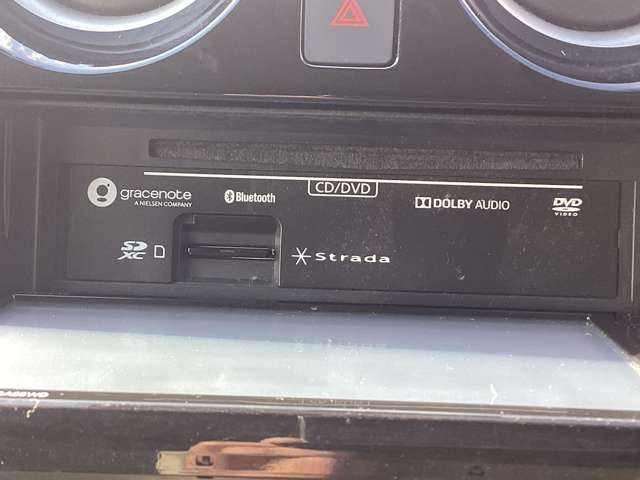 gracenote
A NIELSEN COMPANY
Bluetooth
CD/DVD
DOLBY AUDIO
DVD
VIDEO
SD
XC
Strada